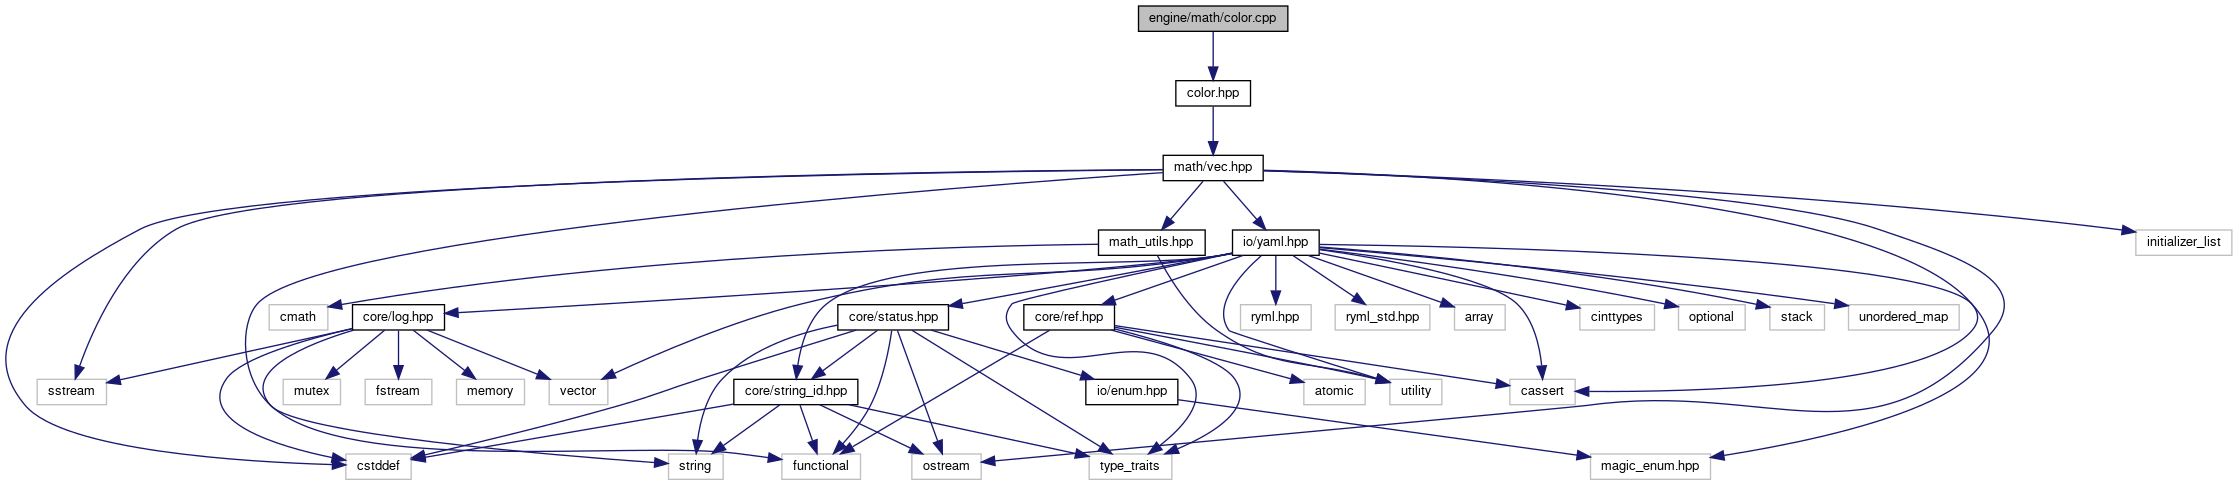 engine/math/color.cpp
color.hpp
math/vec.hpp
math_utils.hpp
io/yaml.hpp
initializer_list
cmath
core/log.hpp
core/status.hpp
core/ref.hpp
ryml.hpp
ryml_std.hpp
array
cinttypes
optional
stack
unordered_map
sstream
mutex
fstream
memory
vector
core/string_id.hpp
io/enum.hpp
atomic
utility
cassert
cstddef
string
functional
ostream
type_traits
magic_enum.hpp